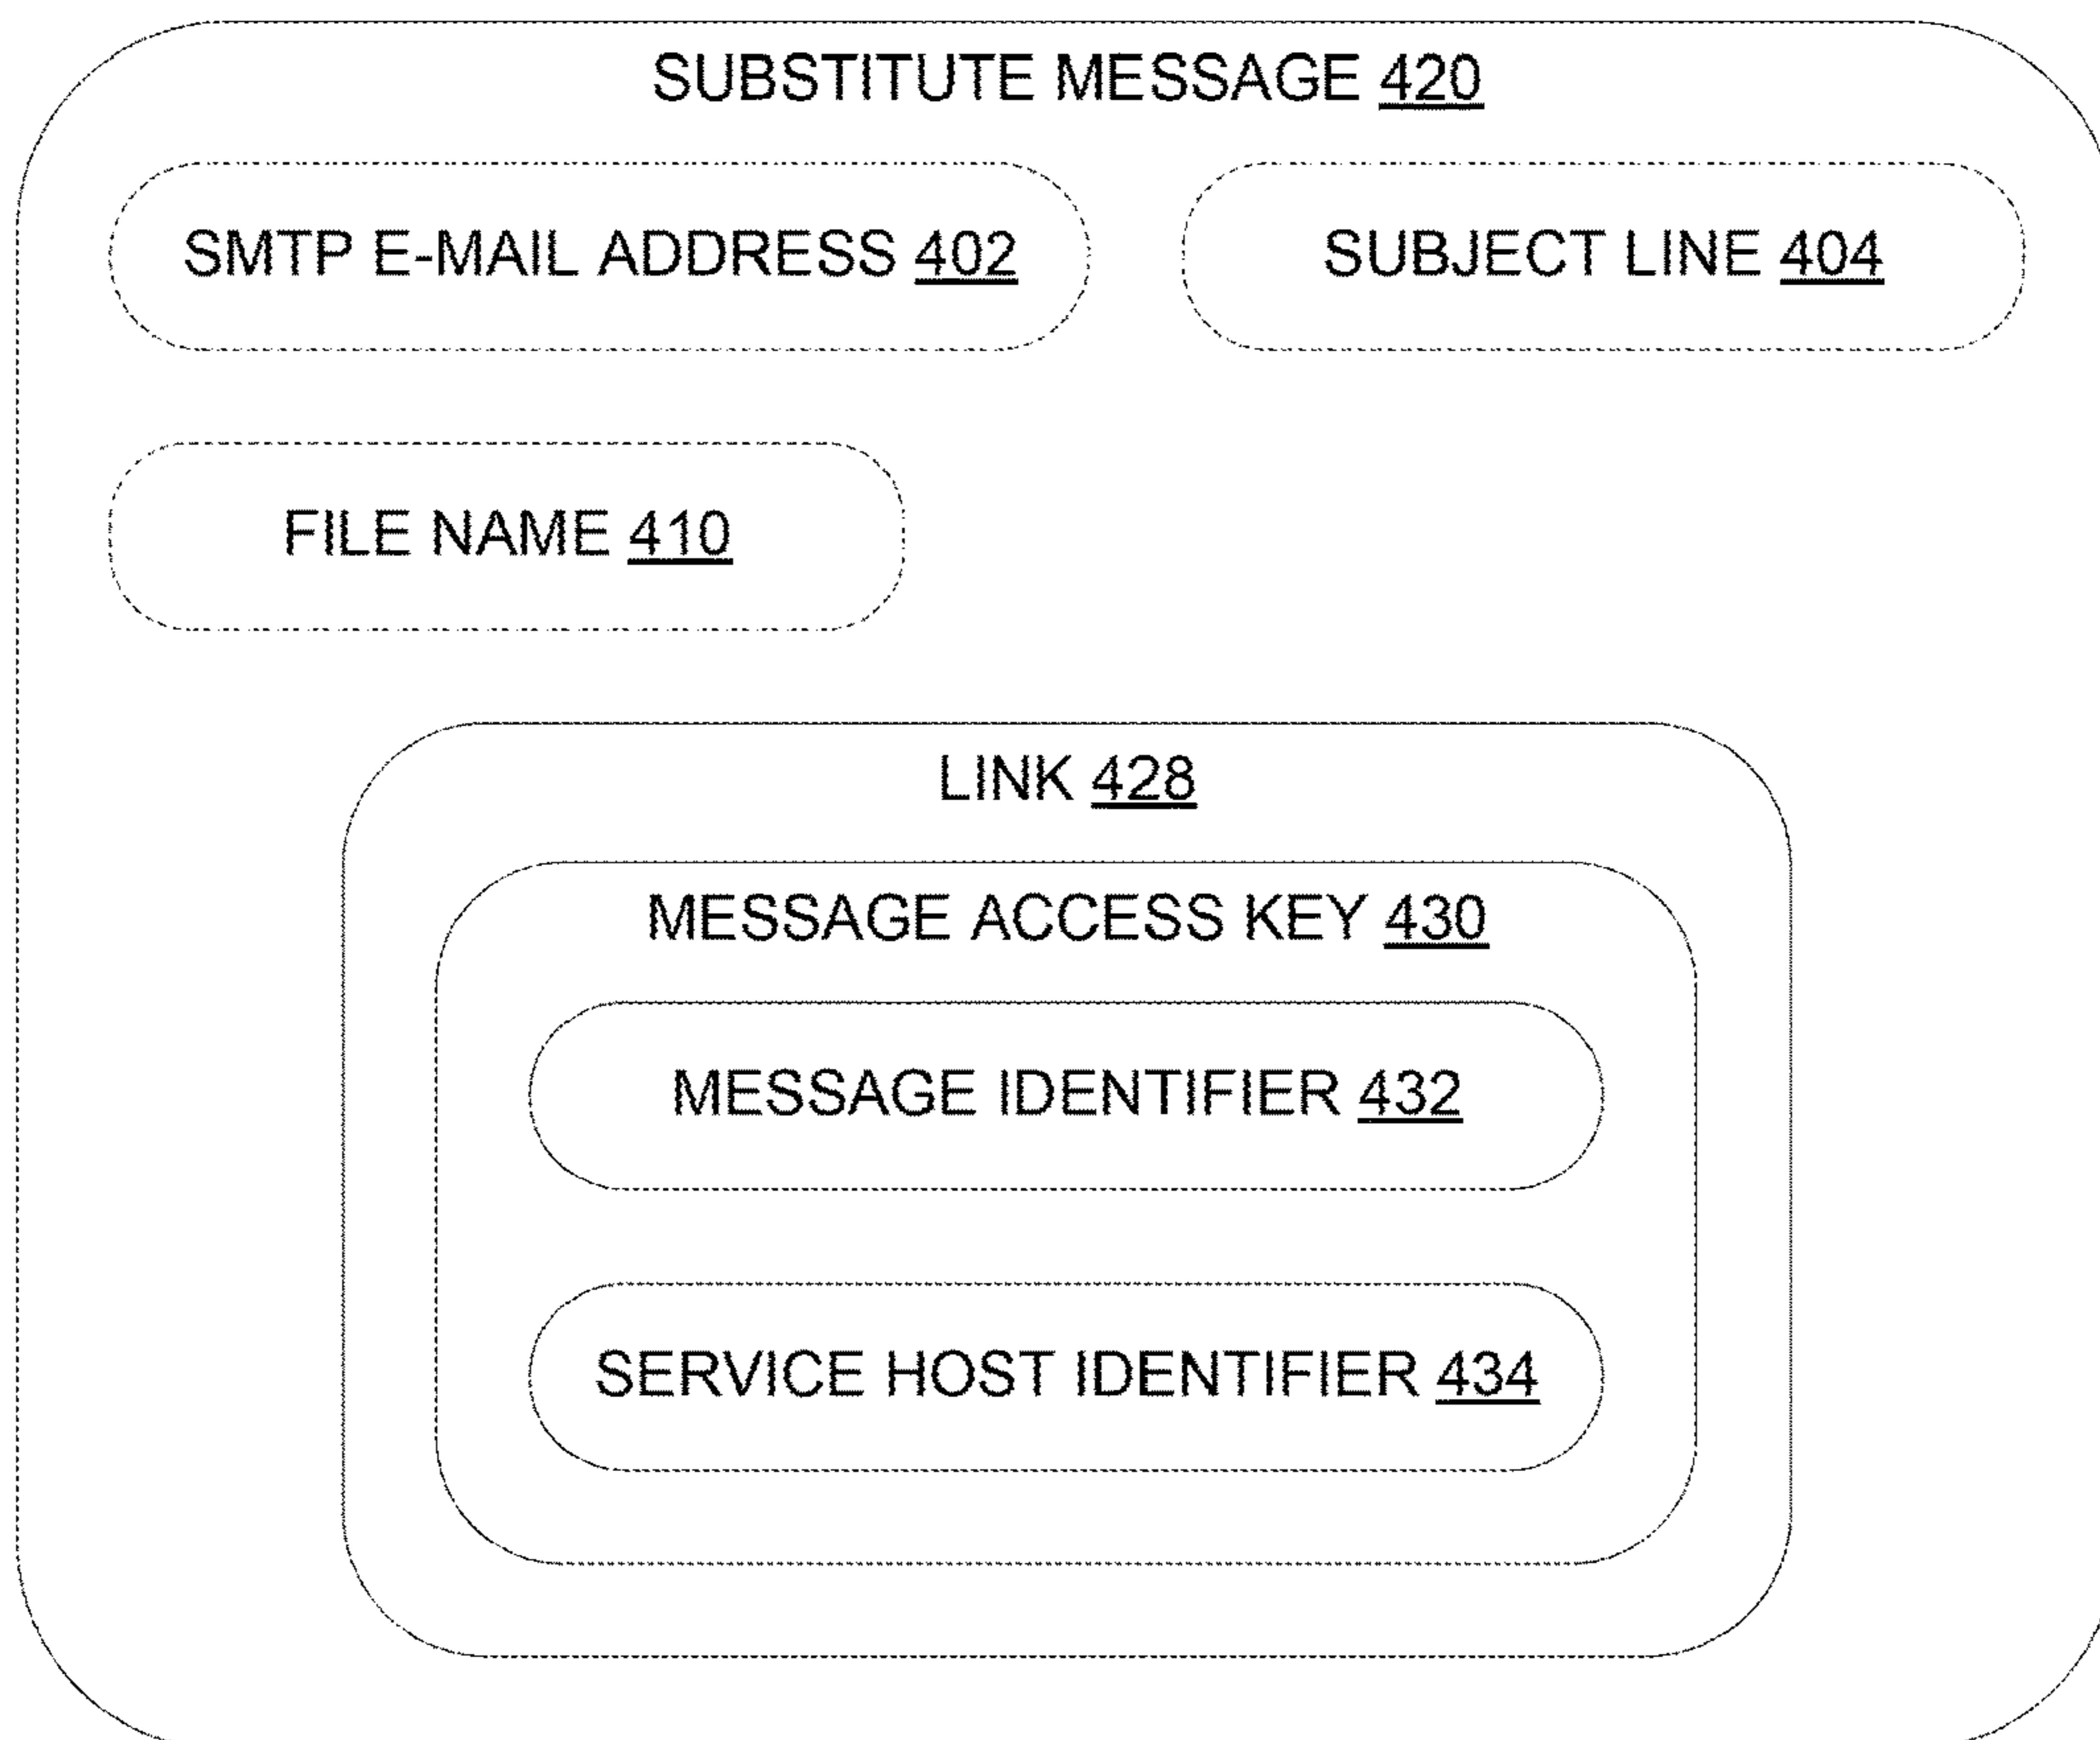 SUBSTITUTE MESSAGE 420
SMTP E-MAIL ADDRESS 402
SUBJECT LINE 404
FILE NAME 410
LINK 428
MESSAGE ACCESS KEY 430
MESSAGE IDENTIFIER 432
SERVICE HOST IDENTIFIER 434